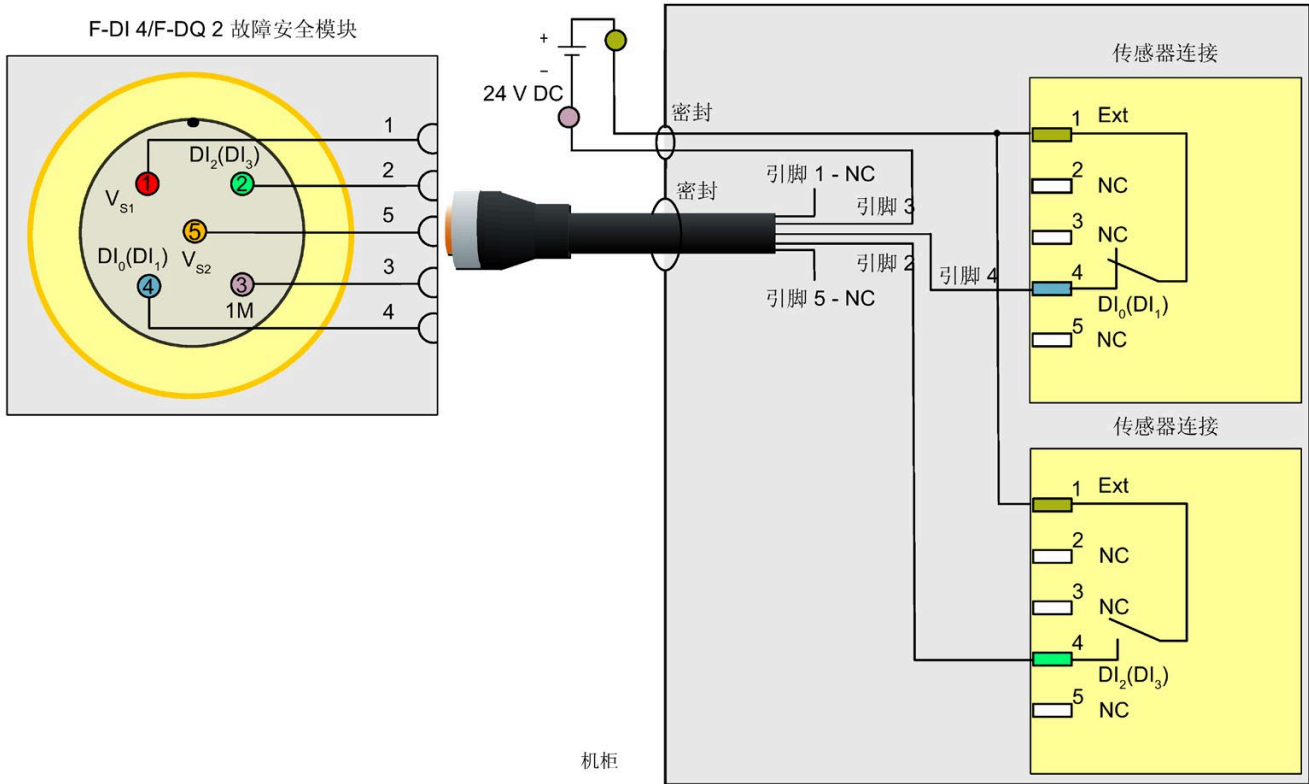 F-DI 4/F-DQ 2 故障安全模块
1
2
5
3
4
DI₂(DI₃)
1
2
V_S1
5
DI₀(DI₁)
V_S2
4
3
1M
+
−
24 V DC
密封
密封
引脚 1 - NC
引脚 3
引脚 2
引脚 4
引脚 5 - NC
传感器连接
1 Ext
2 NC
3 NC
4
DI₀(DI₁)
5 NC
传感器连接
1 Ext
2 NC
3 NC
4
DI₂(DI₃)
5 NC
机柜